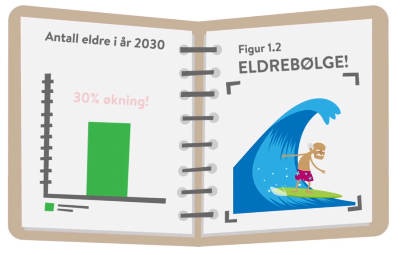 Antall eldre i år 2030
30% økning!
Figur 1.2
ELDREBØLGE!